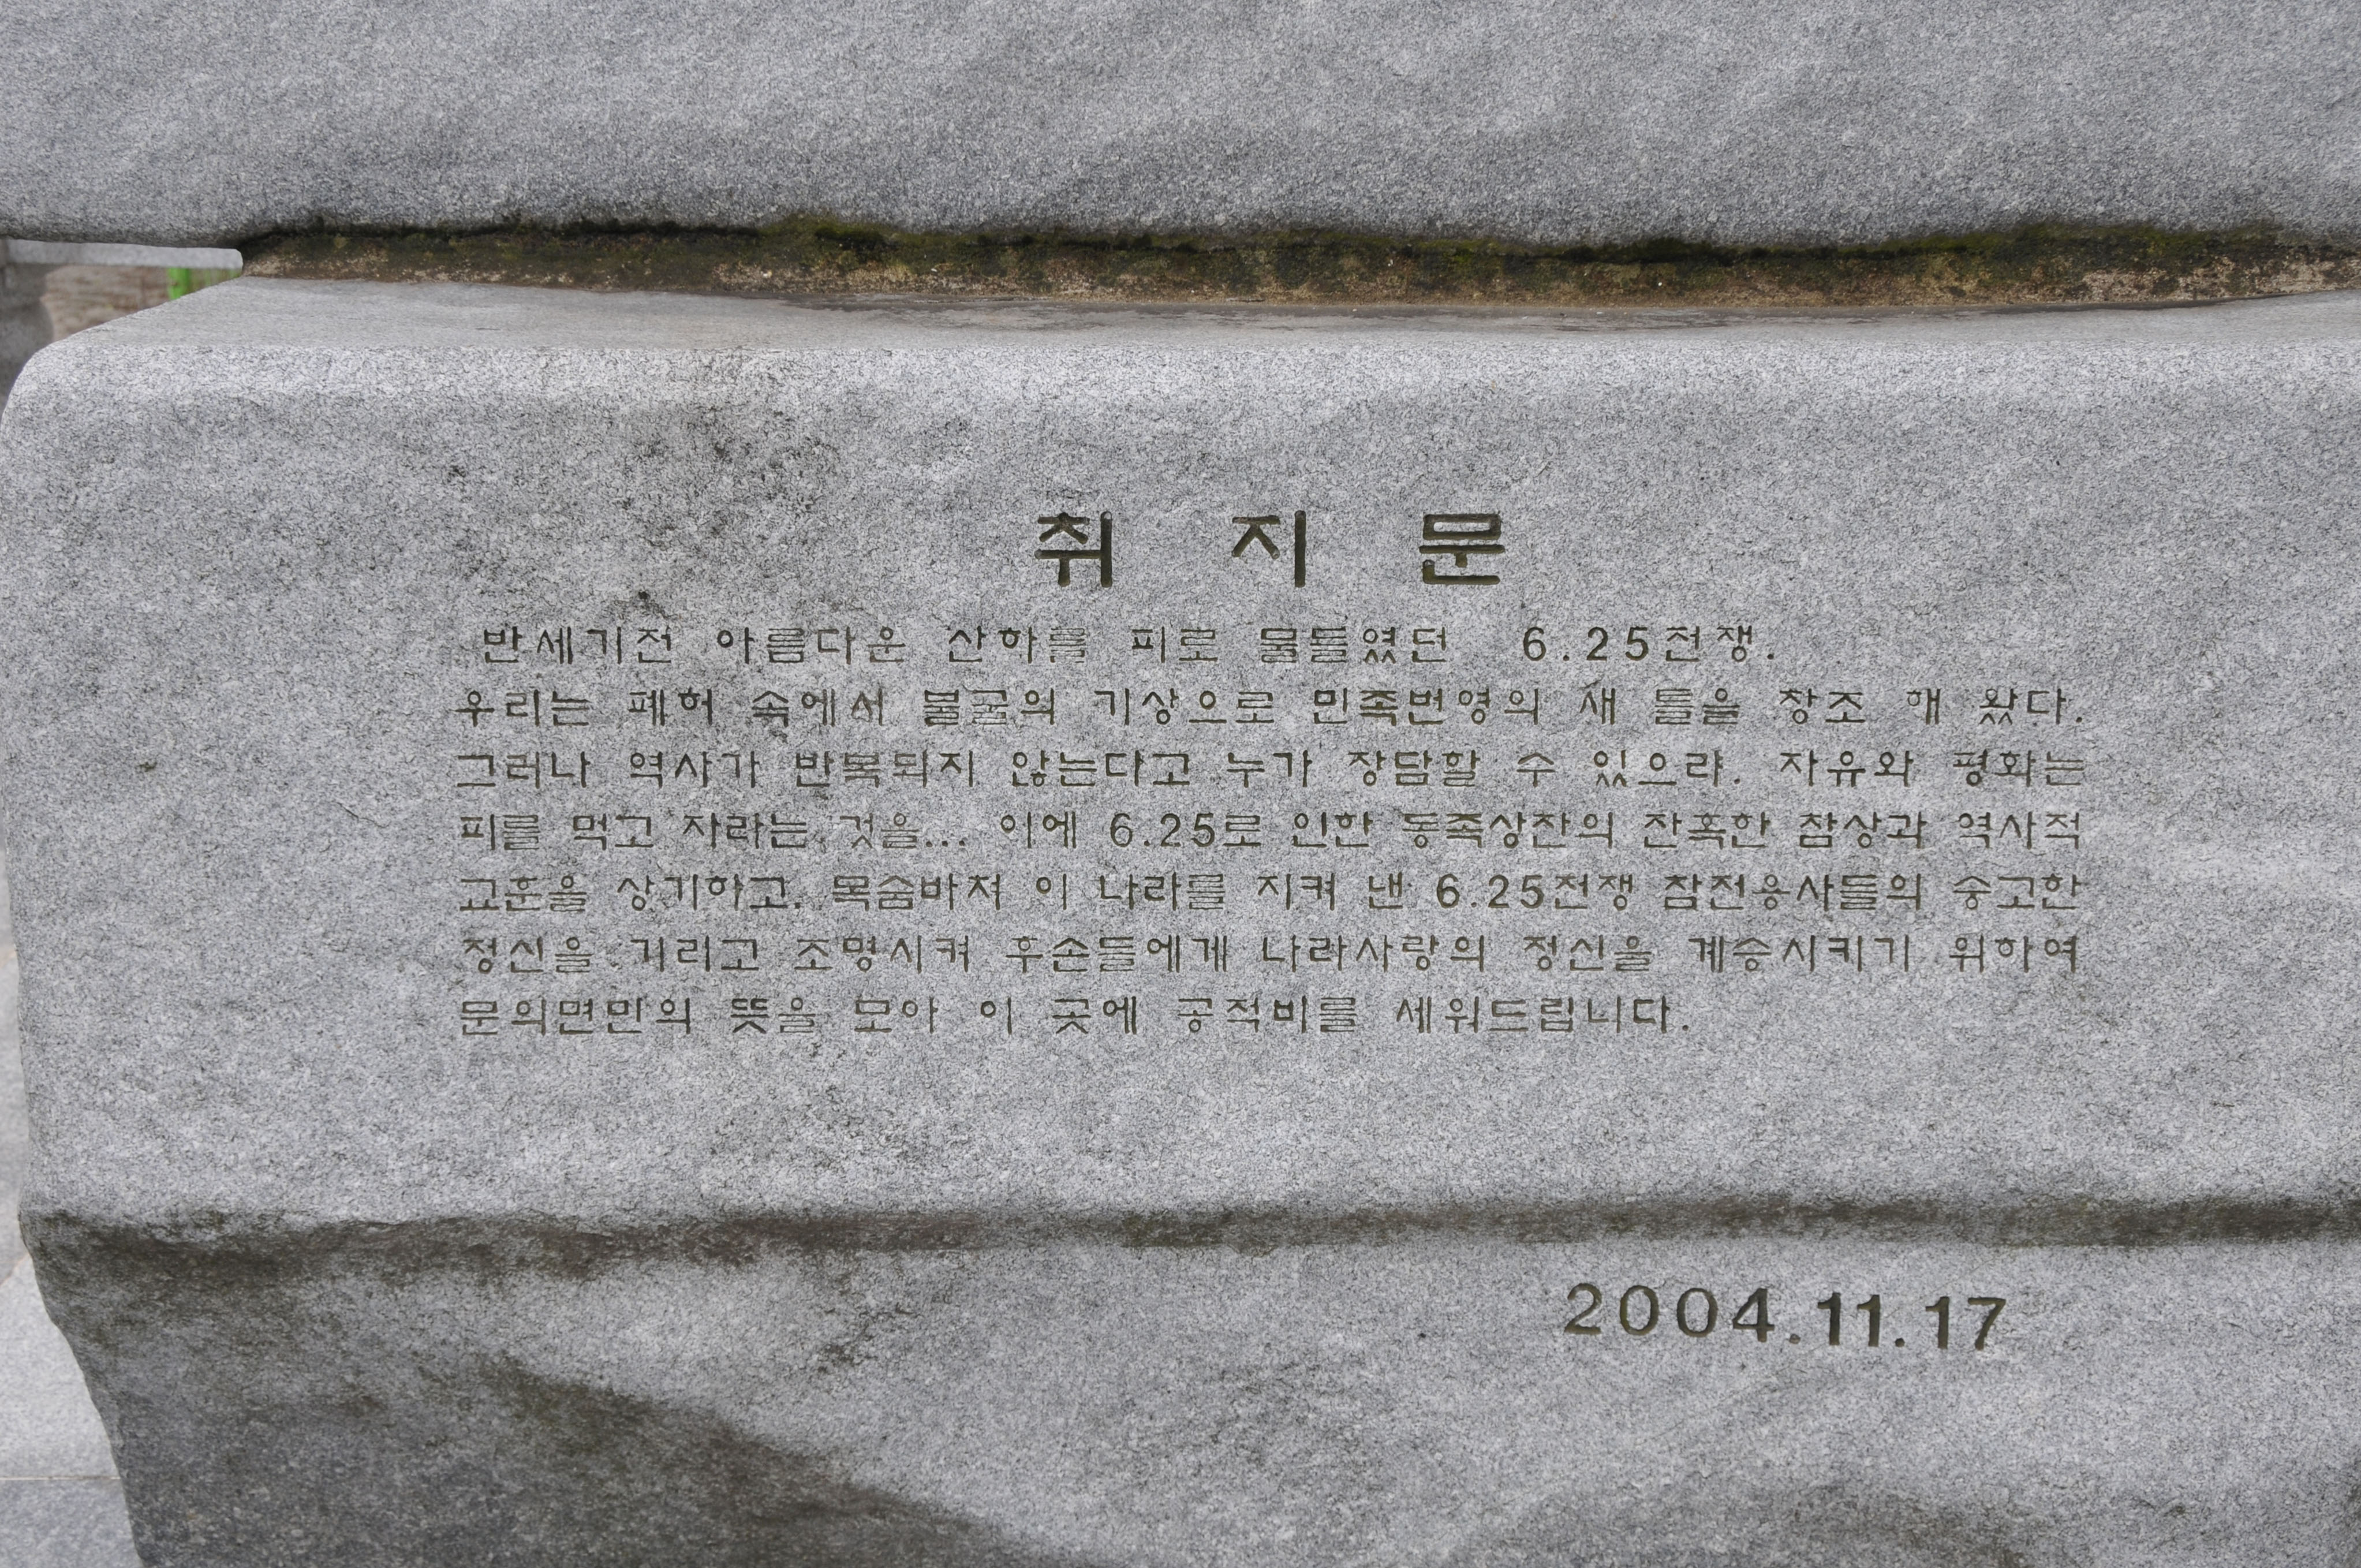 취 지 문
반세기전 아름다운 산하를 피로 물들였던 6.25전쟁.
우리는 폐허 속에서 불굴의 기상으로 민족번영의 새 틀을 창조 해 왔다.
그러나 역사가 반복되지 않는다고 누가 장담할 수 있으랴. 자유와 평화는
피를 먹고 자라는 것을... 이에 6.25로 인한 동족상잔의 잔혹한 참상과 역사적
교훈을 상기하고, 목숨바쳐 이 나라를 지켜 낸 6.25전쟁 참전용사들의 숭고한
정신을 기리고 조명시켜 후손들에게 나라사랑의 정신을 계승시키기 위하여
문의면민의 뜻을 모아 이 곳에 공적비를 세워드립니다.
2004.11.17